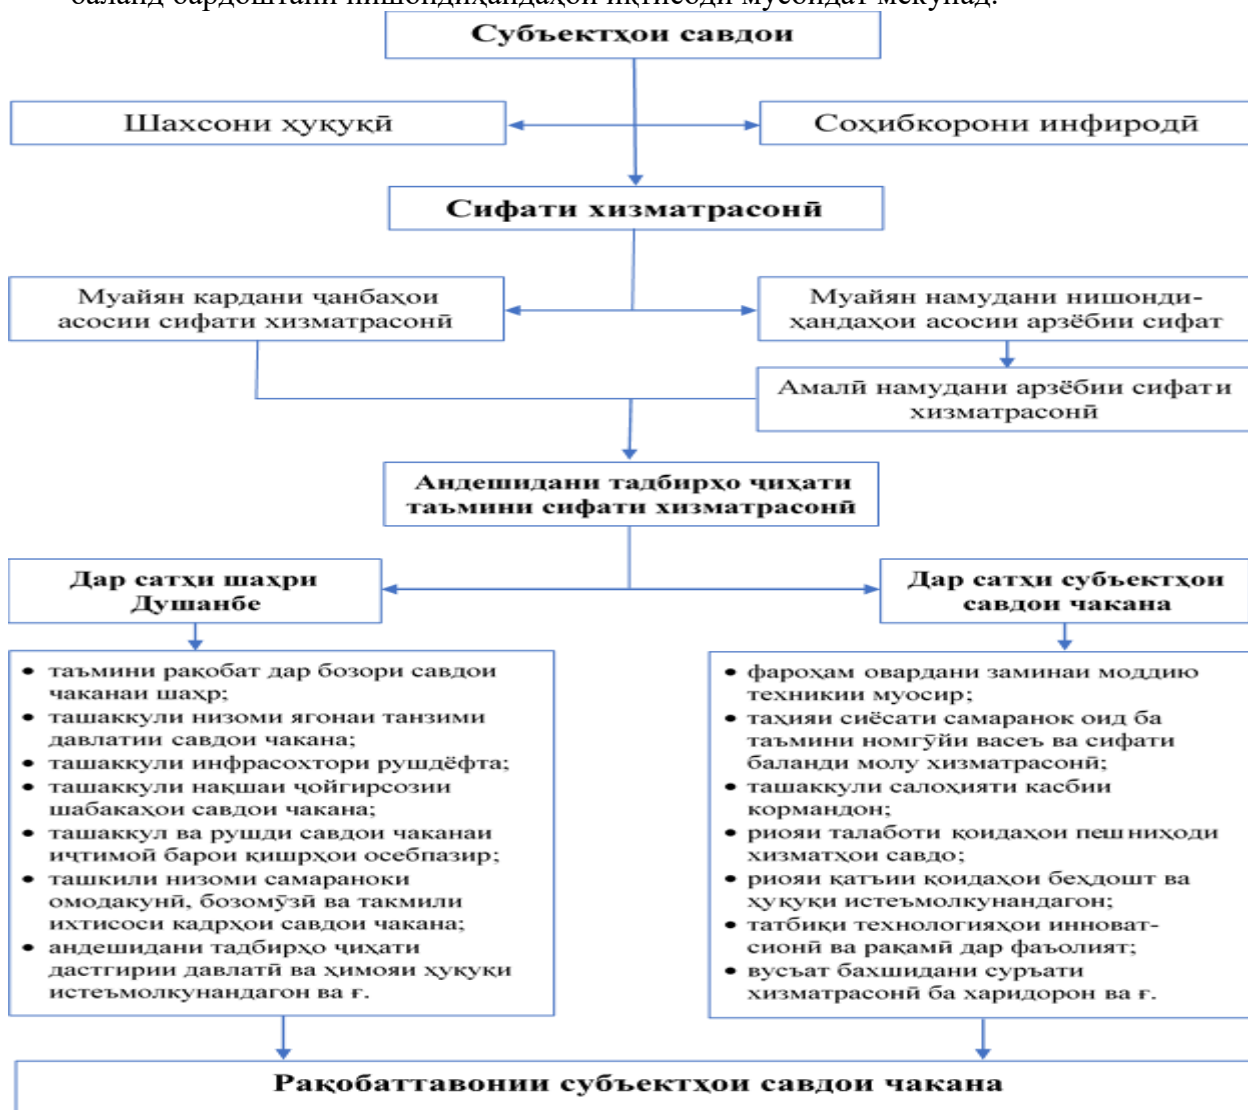 баланд бардоштани нишондиҳандаҳои иқтисодӣ мусоидат мекунад.
Субъектҳои савдои
Шахсони ҳуқуқӣ
Соҳибкорони инфиродӣ
Сифати хизматрасонӣ
Муайян кардани ҷанбаҳои
асосии сифати хизматрасонӣ
Муайян намудани нишонди-
ҳандаҳои асосии арзёбии сифат
Амалӣ намудани арзёбии сифати
хизматрасонӣ
Андешидани тадбирҳо ҷиҳати
таъмини сифати хизматрасонӣ
Дар сатҳи шаҳри
Душанбе
Дар сатҳи субъектҳои
савдои чакана
• таъмини рақобат дар бозори савдои
чаканаи шаҳр;
• ташаккули низоми ягонаи танзими
давлатии савдои чакана;
• ташаккули инфрасохтори рушдёфта;
• ташаккули нақшаи ҷойгирсозии
шабакаҳои савдои чакана;
• ташаккул ва рушди савдои чаканаи
иҷтимоӣ барои қишрҳои осебпазир;
• ташкили низоми самараноки
омодакунӣ, бозомӯзӣ ва такмили
ихтисоси кадрҳои савдои чакана;
• андешидани тадбирҳо ҷиҳати
дастгирии давлатӣ ва ҳимояи ҳуқуқи
истеъмолкунандагон ва ғ.
• фароҳам овардани заминаи моддию
техникии муосир;
• таҳияи сиёсати самаранок оид ба
таъмини номгӯйи васеъ ва сифати
баланди молу хизматрасонӣ;
• ташаккули салоҳияти касбии
кормандон;
• риояи талаботи қоидаҳои пешниҳоди
хизматҳои савдо;
• риояи қатъии қоидаҳои беҳдошт ва
ҳуқуқи истеъмолкунандагон;
• татбиқи технологияҳои инноват-
сионӣ ва рақамӣ дар фаъолият;
• вусъат бахшидани суръати
хизматрасонӣ ба харидорон ва ғ.
Рақобаттавонии субъектҳои савдои чакана